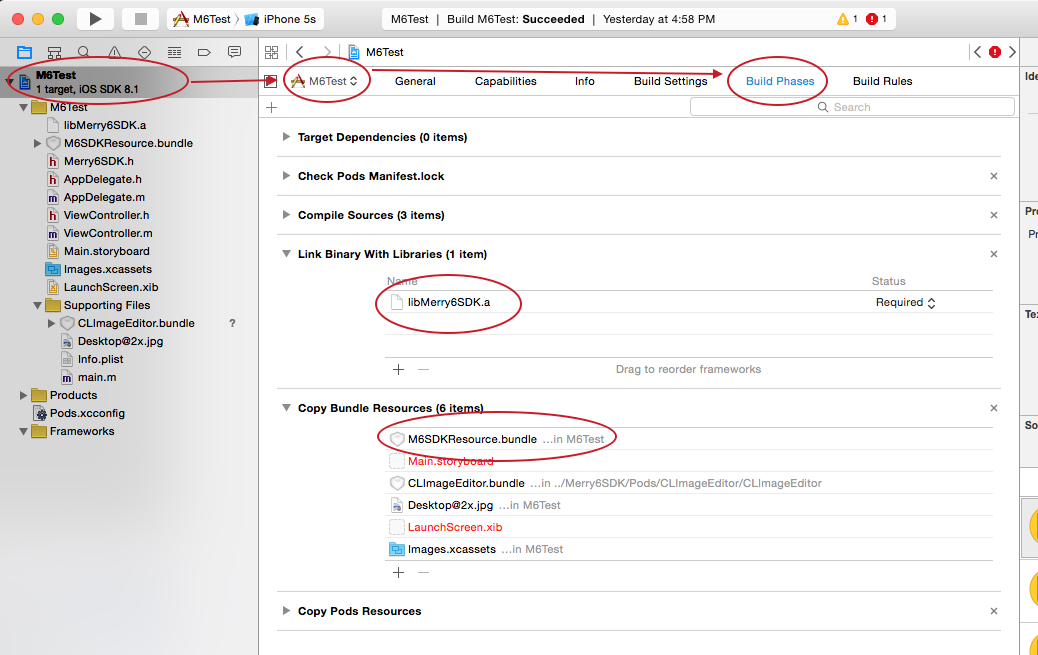 M6Test 〉 iPhone 5s
M6Test | Build M6Test: Succeeded | Yesterday at 4:58 PM
1
1
M6Test
M6Test
1 target, iOS SDK 8.1
M6Test
General
Capabilities
Info
Build Settings
Build Phases
Build Rules
Search
M6Test
libMerry6SDK.a
M6SDKResource.bundle
Merry6SDK.h
AppDelegate.h
AppDelegate.m
ViewController.h
ViewController.m
Main.storyboard
Images.xcassets
LaunchScreen.xib
Supporting Files
CLImageEditor.bundle ?
Desktop@2x.jpg
Info.plist
main.m
Products
Pods.xcconfig
Frameworks
Target Dependencies (0 items)
Check Pods Manifest.lock
Compile Sources (3 items)
Link Binary With Libraries (1 item)
Name Status
libMerry6SDK.a Required
Drag to reorder frameworks
Copy Bundle Resources (6 items)
M6SDKResource.bundle ...in M6Test
Main.storyboard
CLImageEditor.bundle ...in ../Merry6SDK/Pods/CLImageEditor/CLImageEditor
Desktop@2x.jpg ...in M6Test
LaunchScreen.xib
Images.xcassets ...in M6Test
Copy Pods Resources
Ide
Pro
Pr
Tex
So